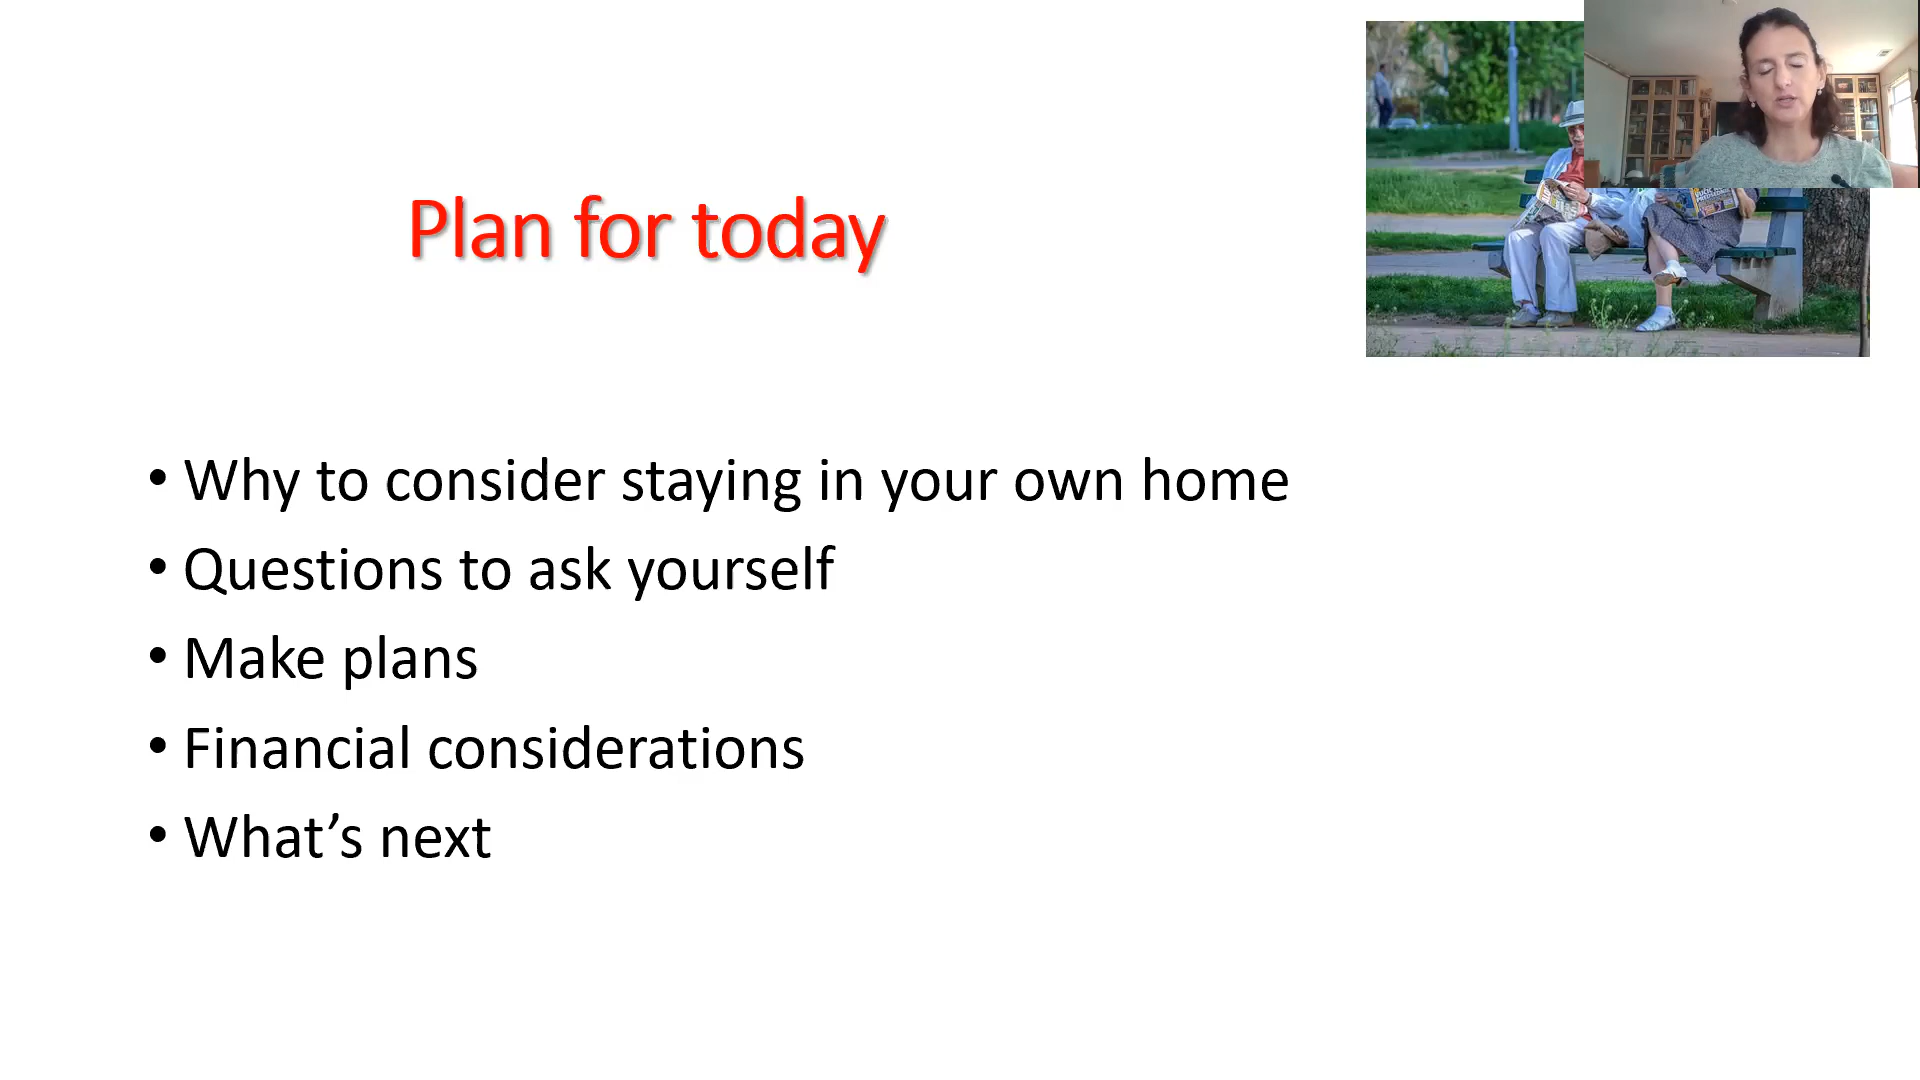 Plan for today
• Why to consider staying in your own home
• Questions to ask yourself
• Make plans
• Financial considerations
• What’s next